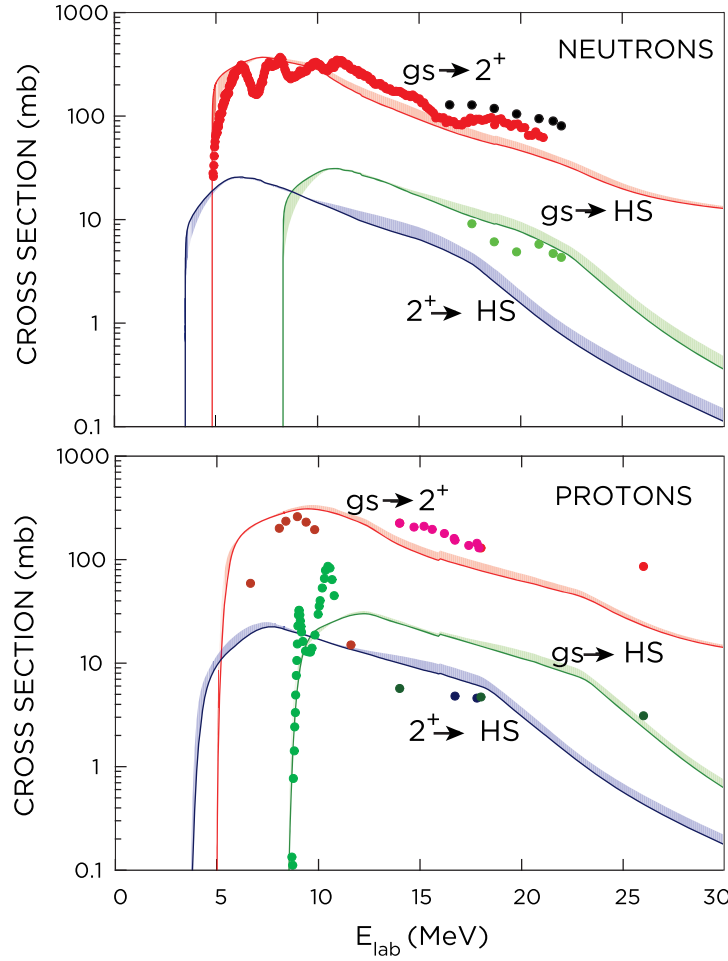 1000
NEUTRONS
gs→2⁺
100
CROSS SECTION (mb)
gs→HS
10
2⁺→ HS
1
0.1
1000
gs→2⁺
PROTONS
100
CROSS SECTION (mb)
gs→ HS
10
2⁺→ HS
1
0.1
0 5 10 15 20 25 30
E_lab (MeV)